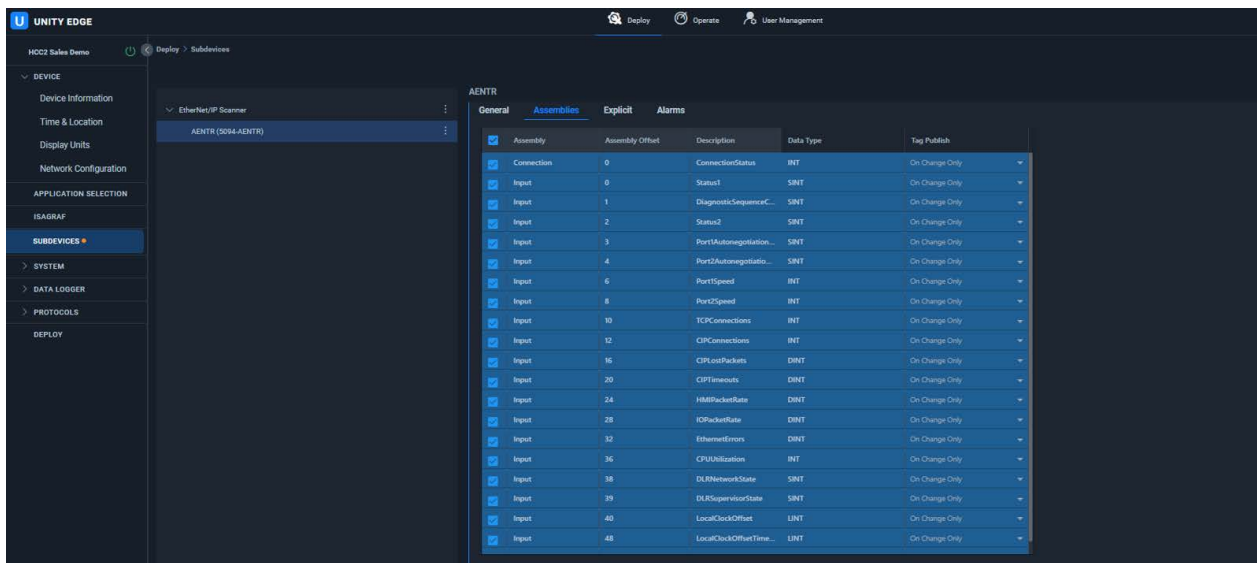 U UNITY EDGE Deploy Operate User Management
HCC2 Sales Demo Deploy > Subdevices
DEVICE
Device Information
Time & Location
Display Units
Network Configuration
APPLICATION SELECTION
ISAGRAF
SUBDEVICES
SYSTEM
DATA LOGGER
PROTOCOLS
DEPLOY
EtherNet/IP Scanner
AENTR (5094-AENTR)
AENTR
General Assemblies Explicit Alarms
Assembly Assembly Offset Description Data Type Tag Publish
Connection 0 ConnectionStatus INT On Change Only
Input 0 Status1 SINT On Change Only
Input 1 DiagnosticSequenceC... SINT On Change Only
Input 2 Status2 SINT On Change Only
Input 3 Port1Autonegotiation... SINT On Change Only
Input 4 Port2Autonegotiatio... SINT On Change Only
Input 6 Port1Speed INT On Change Only
Input 8 Port2Speed INT On Change Only
Input 10 TCPConnections INT On Change Only
Input 12 CIPConnections INT On Change Only
Input 16 CIPLostPackets DINT On Change Only
Input 20 CIPTimeouts DINT On Change Only
Input 24 HMIPacketRate DINT On Change Only
Input 28 IOPacketRate DINT On Change Only
Input 32 EthernetErrors DINT On Change Only
Input 36 CPUUtilization INT On Change Only
Input 38 DLRNetworkState SINT On Change Only
Input 39 DLRSupervisorState SINT On Change Only
Input 40 LocalClockOffset LINT On Change Only
Input 48 LocalClockOffsetTime... LINT On Change Only